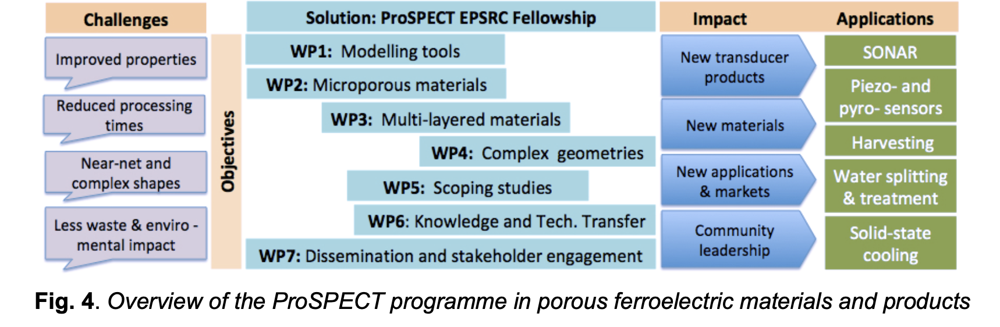 Challenges
Improved properties
Reduced processing
times
Near-net and
complex shapes
Less waste & enviro -
mental impact
Objectives
Solution: ProSPECT EPSRC Fellowship
WP1: Modelling tools
WP2: Microporous materials
WP3: Multi-layered materials
WP4: Complex geometries
WP5: Scoping studies
WP6: Knowledge and Tech. Transfer
WP7: Dissemination and stakeholder engagement
Impact
New transducer
products
New materials
New applications
& markets
Community
leadership
Applications
SONAR
Piezo- and
pyro- sensors
Harvesting
Water splitting
& treatment
Solid-state
cooling
Fig. 4. Overview of the ProSPECT programme in porous ferroelectric materials and products